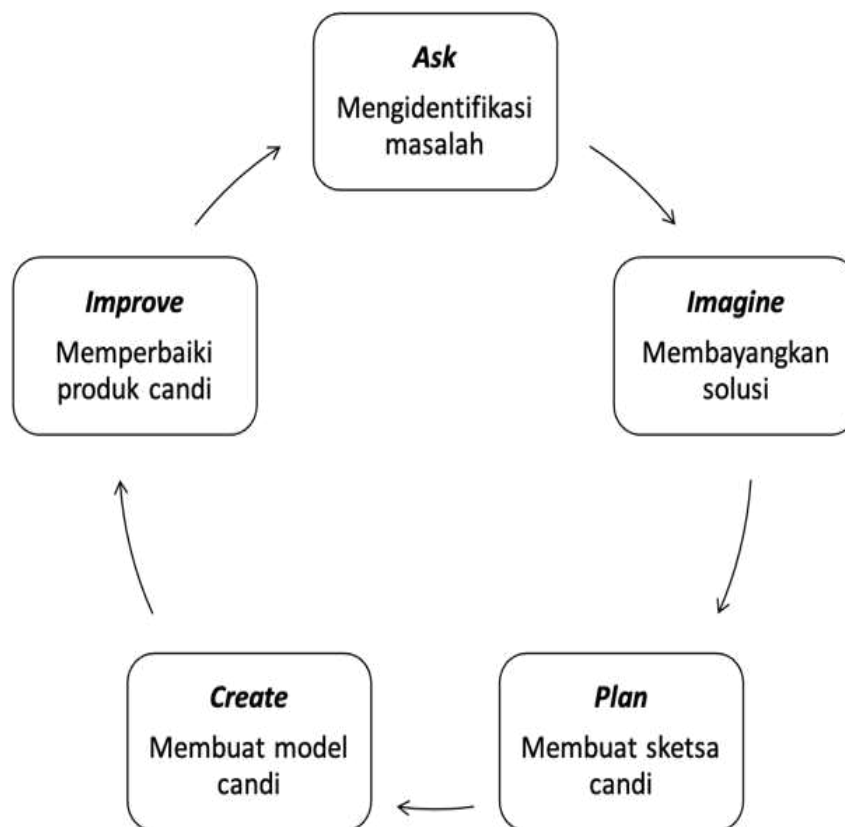 Ask
Mengidentifikasi
masalah
Imagine
Membayangkan
solusi
Plan
Membuat sketsa
candi
Create
Membuat model
candi
Improve
Memperbaiki
produk candi